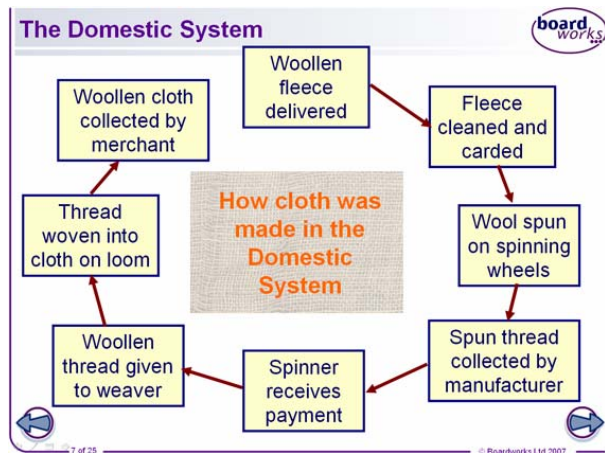 The Domestic System
board
works
Woollen
fleece
delivered
Fleece
cleaned and
carded
Wool spun
on spinning
wheels
Spun thread
collected by
manufacturer
Spinner
receives
payment
Woollen
thread given
to weaver
Thread
woven into
cloth on loom
Woollen cloth
collected by
merchant
How cloth was
made in the
Domestic
System
7 of 25
© Boardworks Ltd 2007